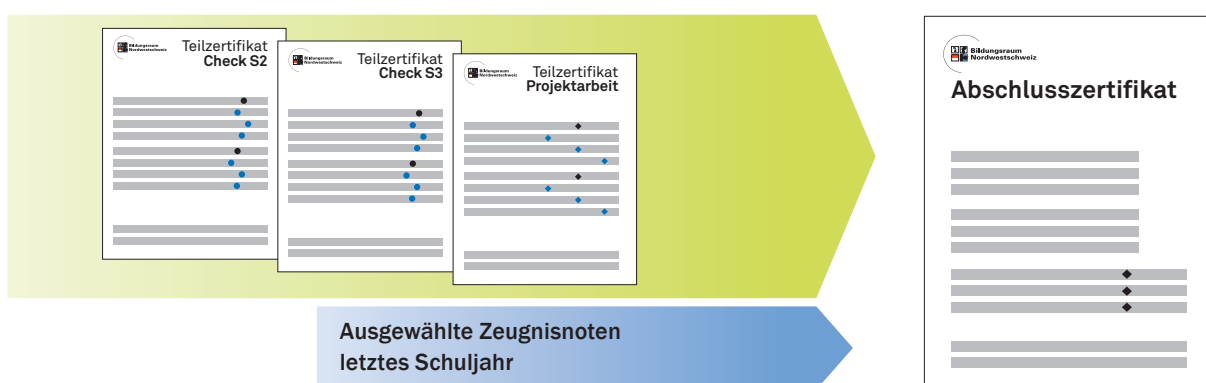 Bildungsraum
Nordwestschweiz
Teilzertifikat
Check S2
Bildungsraum
Nordwestschweiz
Teilzertifikat
Check S3
Bildungsraum
Nordwestschweiz
Teilzertifikat
Projektarbeit
Bildungsraum
Nordwestschweiz
Abschlusszertifikat
Ausgewählte Zeugnisnoten
letztes Schuljahr